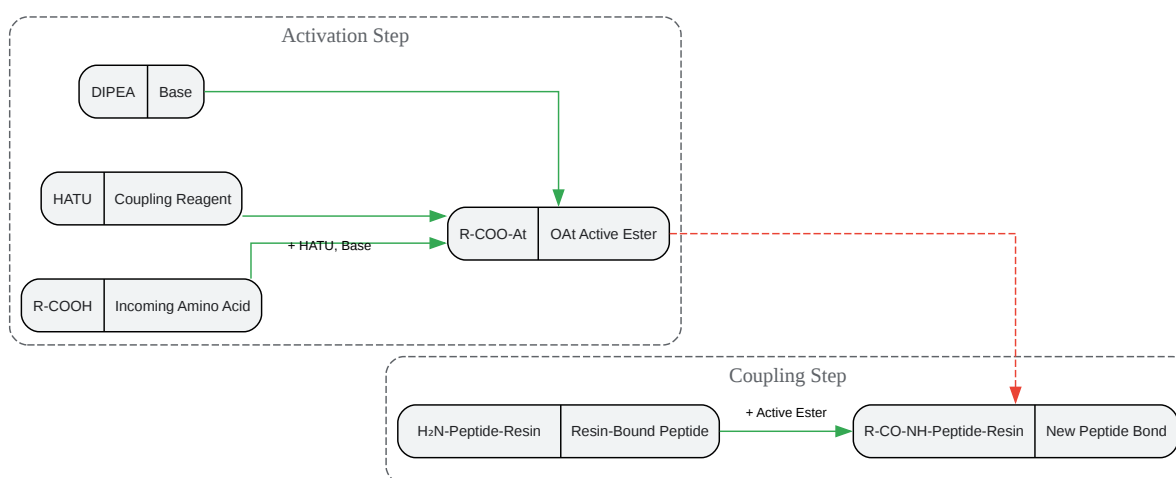 Activation Step
DIPEA Base
HATU Coupling Reagent
R-COO-At OAt Active Ester
+ HATU, Base
R-COOH Incoming Amino Acid
Coupling Step
+ Active Ester
H₂N-Peptide-Resin Resin-Bound Peptide
R-CO-NH-Peptide-Resin New Peptide Bond